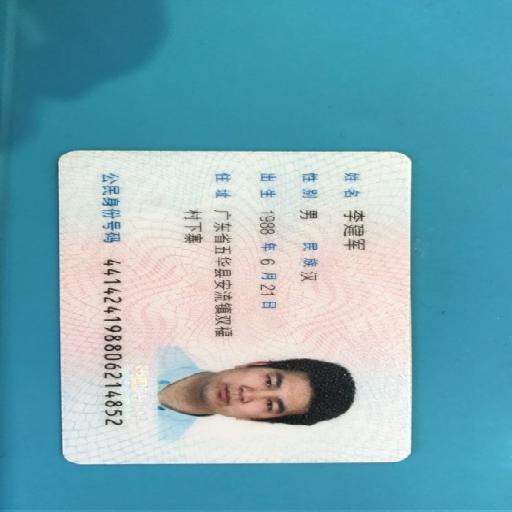 姓名 李建军
性别 男 民族 汉
出生 1988 年 6 月 21 日
住址 广东省五华县安流镇双福
村下寨
公民身份号码 441424198806214852